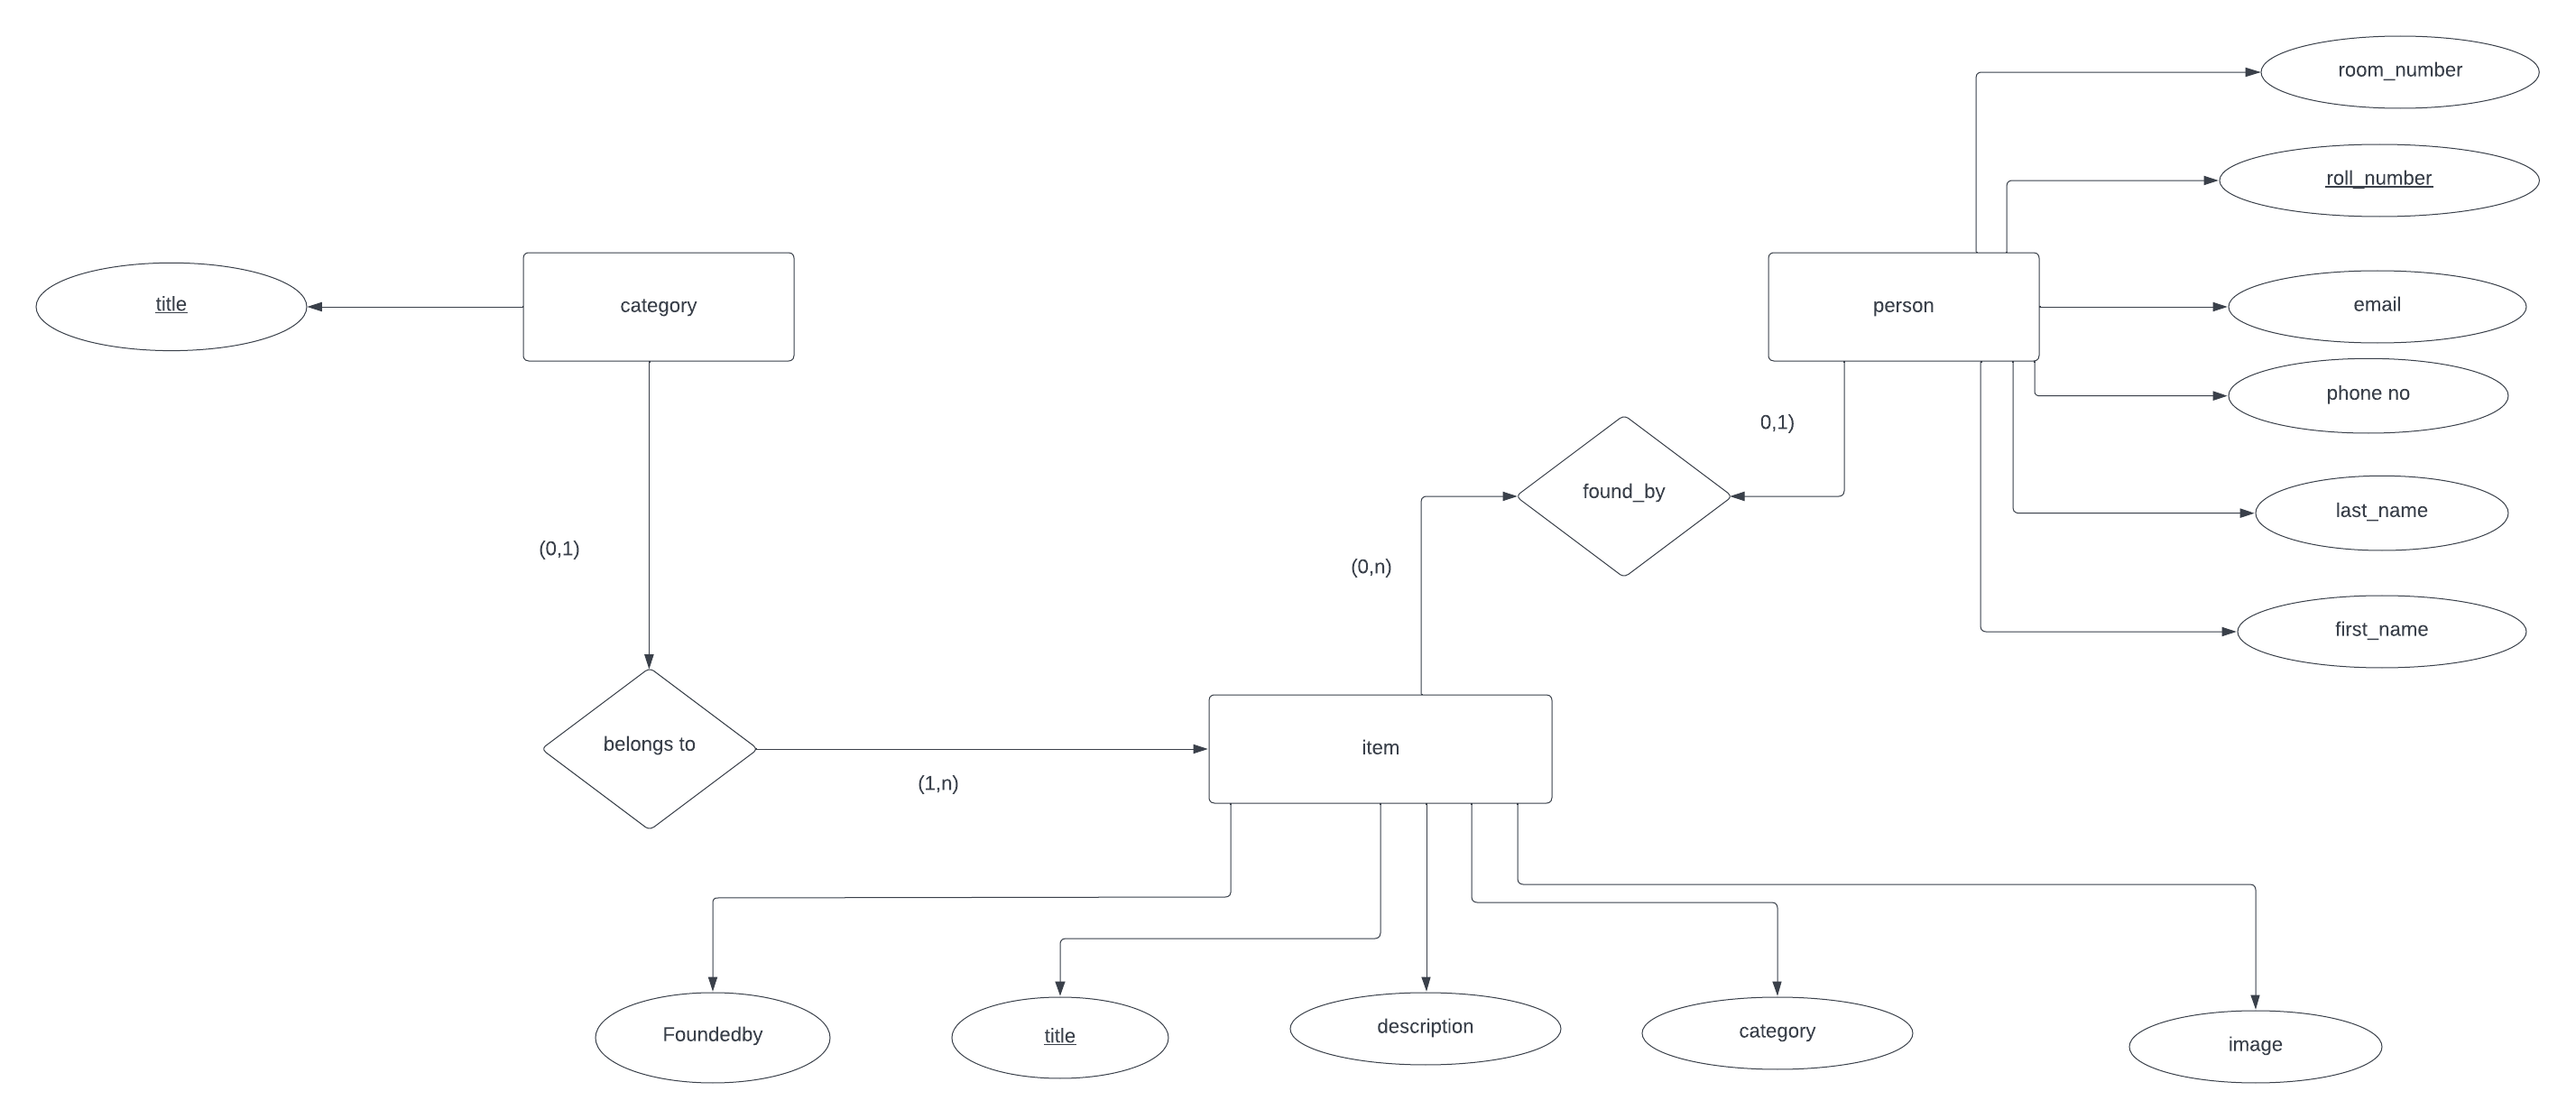 room_number
roll_number
title
category
person
email
phone no
0,1)
found_by
last_name
(0,1)
(0,n)
first_name
belongs to
item
(1,n)
Foundedby
title
description
category
image